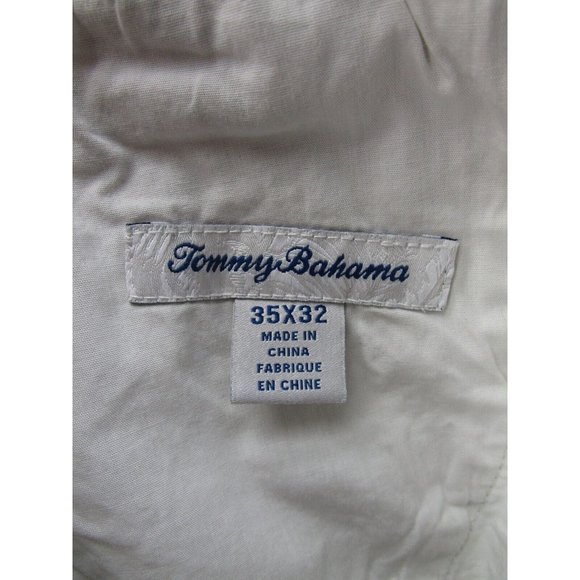 Tommy Bahama
35X32
MADE IN
CHINA
FABRIQUE
EN CHINE